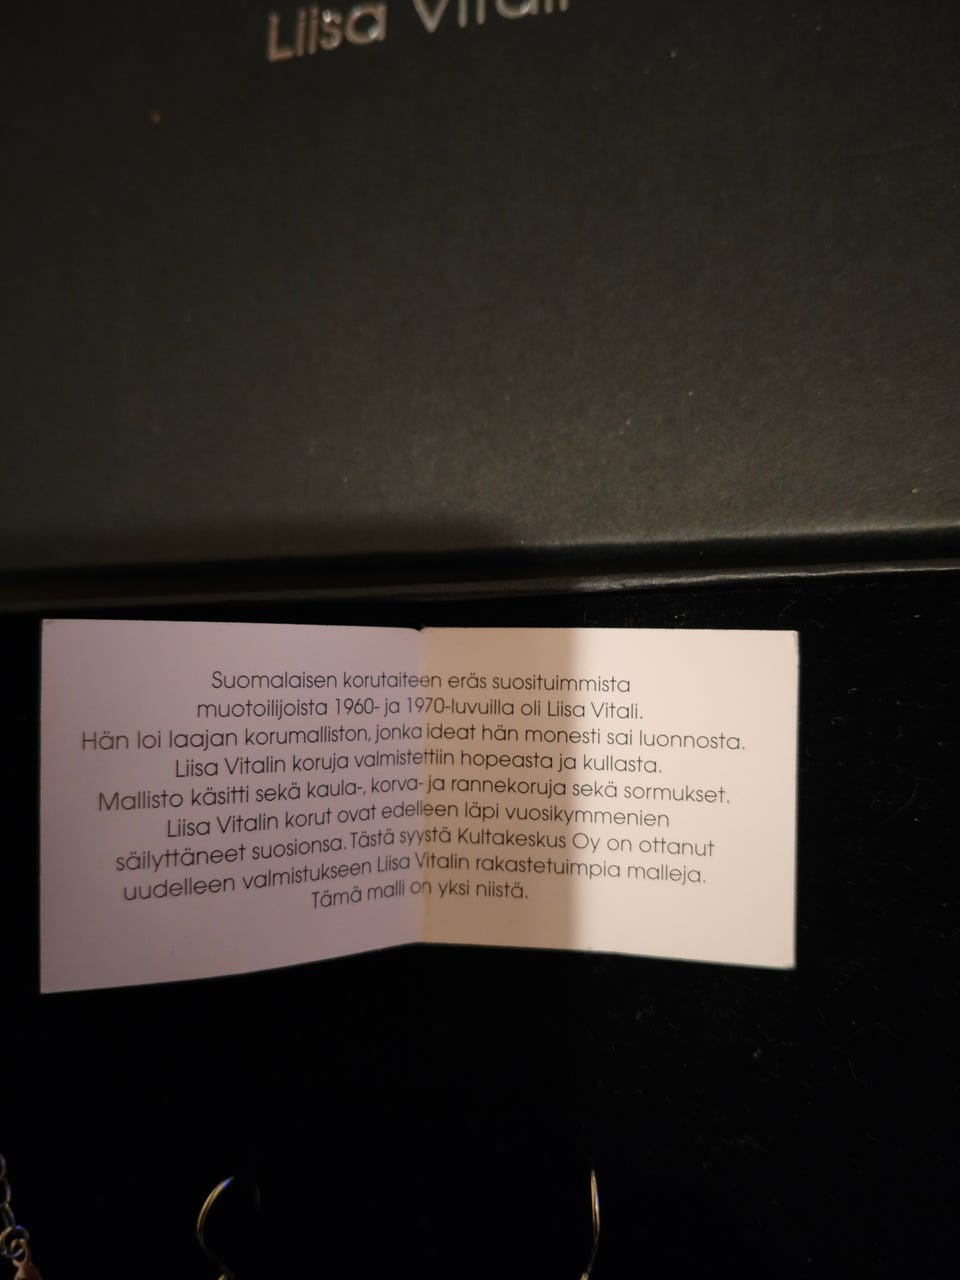 Liisa Vitali
Suomalaisen korutaiteen eräs suosituimmista
muotoilijoista 1960- ja 1970-luvuilla oli Liisa Vitali.
Hän loi laajan korumalliston, jonka ideat hän monesti sai luonnosta.
Liisa Vitalin koruja valmistettiin hopeasta ja kullasta.
Mallisto käsitti sekä kaula-, korva- ja rannekoruja sekä sormukset.
Liisa Vitalin korut ovat edelleen läpi vuosikymmenien
säilyttäneet suosionsa. Tästä syystä Kultakeskus Oy on ottanut
uudelleen valmistukseen Liisa Vitalin rakastetuimpia malleja.
Tämä malli on yksi niistä.